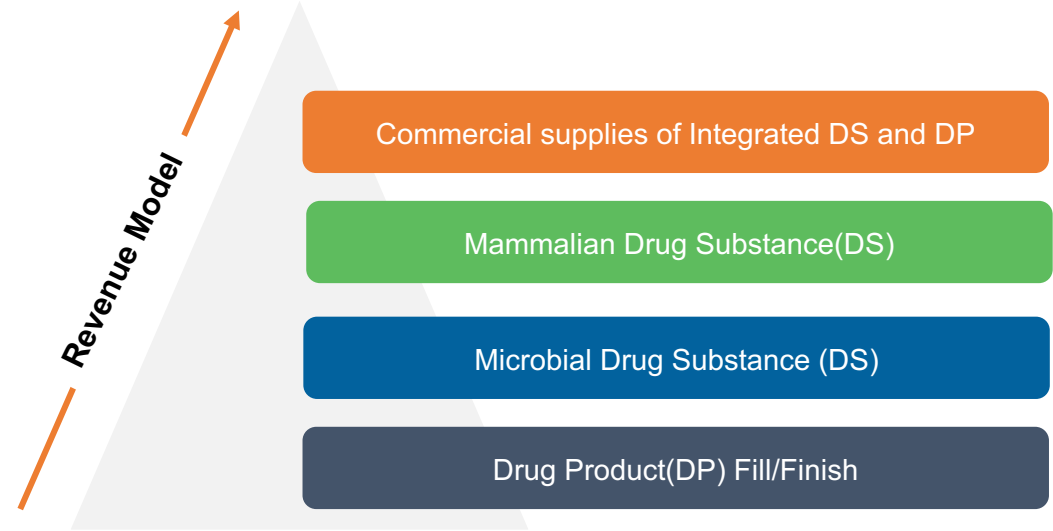 Revenue Model
Commercial supplies of Integrated DS and DP
Mammalian Drug Substance(DS)
Microbial Drug Substance (DS)
Drug Product(DP) Fill/Finish